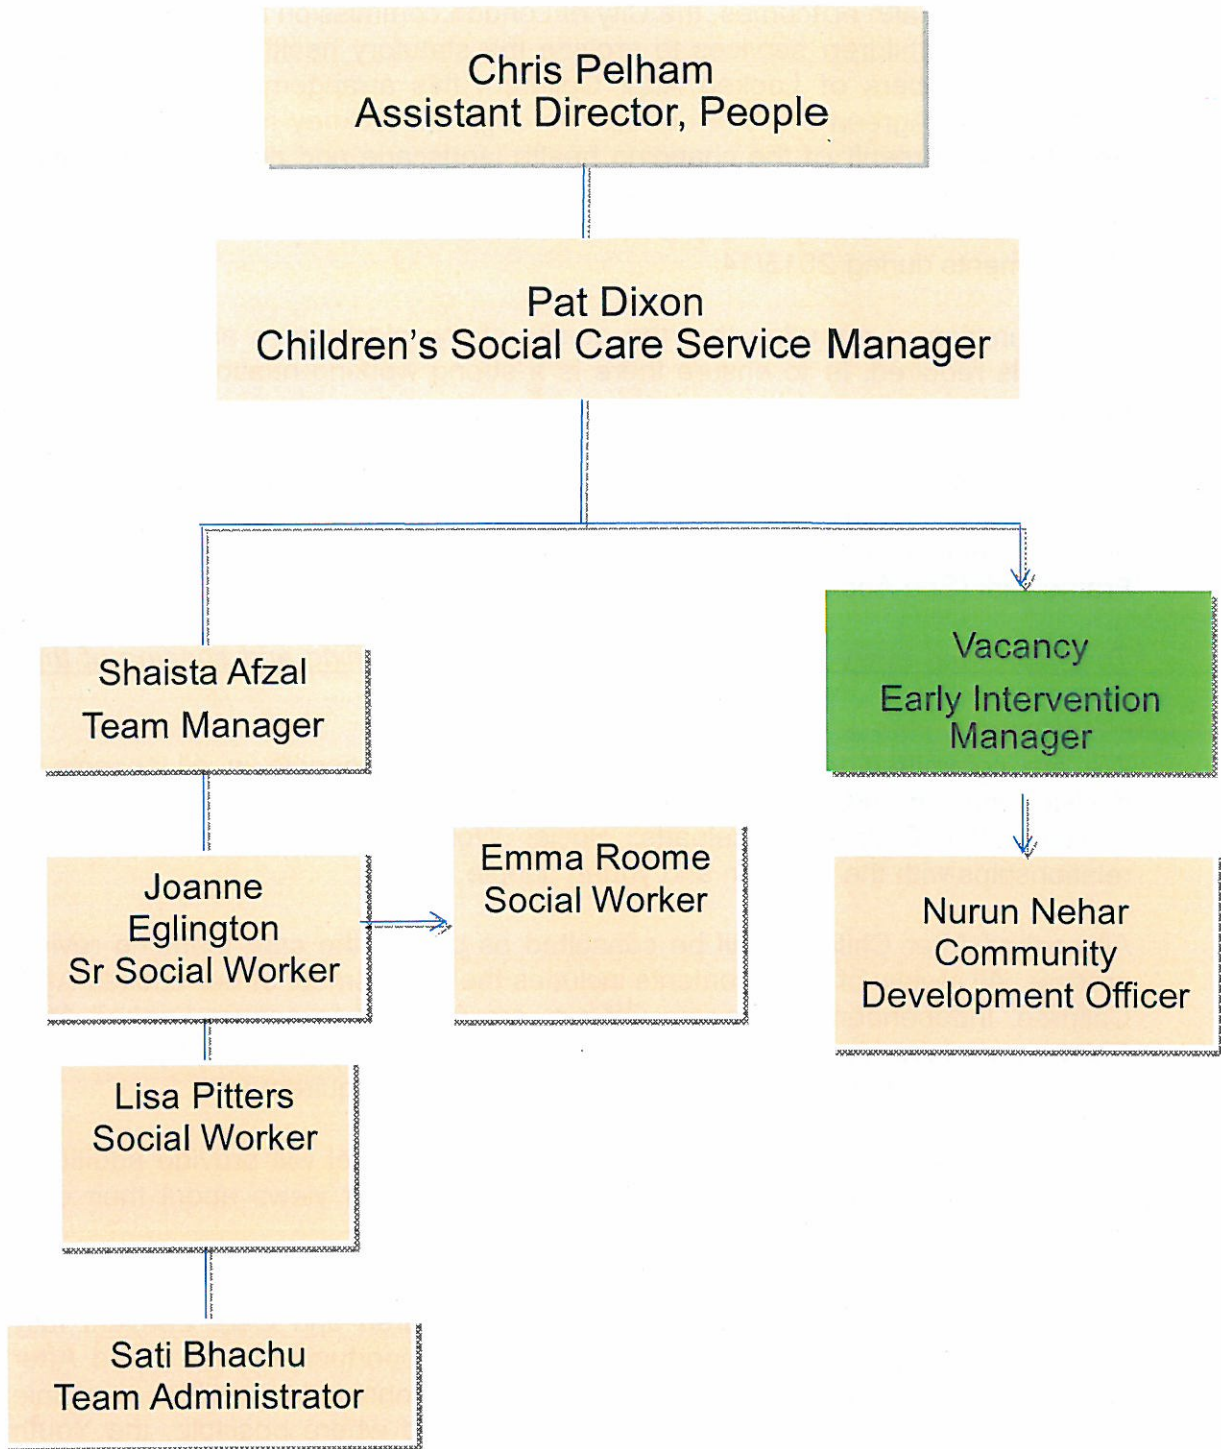 Chris Pelham
Assistant Director, People
Pat Dixon
Children's Social Care Service Manager
Shaista Afzal
Team Manager
Vacancy
Early Intervention
Manager
Joanne
Eglington
Sr Social Worker
Emma Roome
Social Worker
Nurun Nehar
Community
Development Officer
Lisa Pitters
Social Worker
Sati Bhachu
Team Administrator